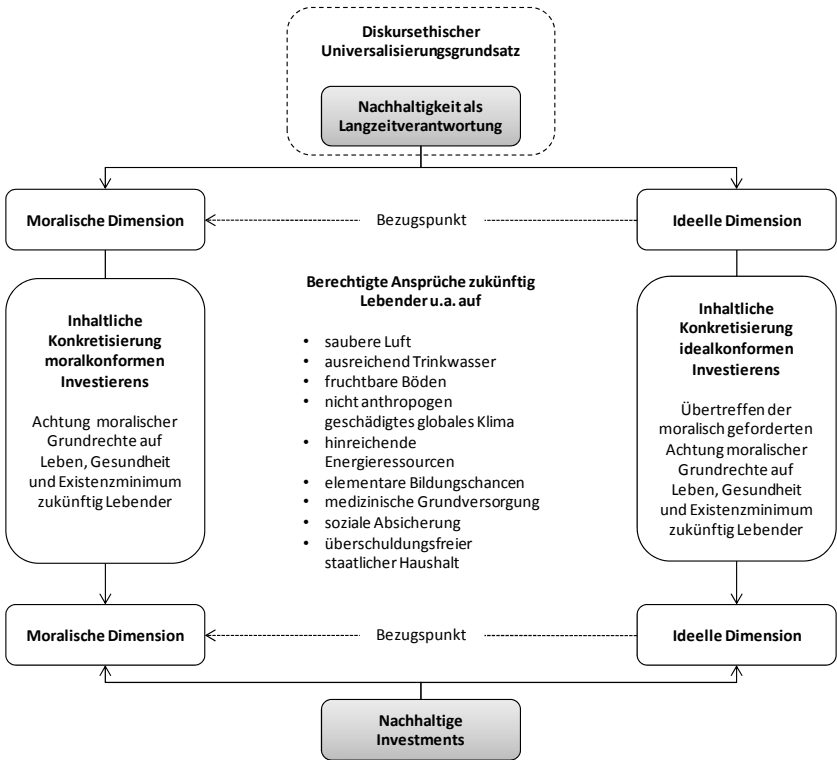 Diskursethischer
Universalisierungsgrundsatz
Nachhaltigkeit als
Langzeitverantwortung
Moralische Dimension
Bezugspunkt
Ideelle Dimension
Inhaltliche
Konkretisierung
moralkonformen
Investierens
Achtung moralischer
Grundrechte auf
Leben, Gesundheit
und Existenzminimum
zukünftig Lebender
Berechtigte Ansprüche zukünftig
Lebender u.a. auf
• saubere Luft
• ausreichend Trinkwasser
• fruchtbare Böden
• nicht anthropogen
geschädigtes globales Klima
• hinreichende
Energieressourcen
• elementare Bildungschancen
• medizinische Grundversorgung
• soziale Absicherung
• überschuldungsfreier
staatlicher Haushalt
Inhaltliche
Konkretisierung
idealkonformen
Investierens
Übertreffen der
moralisch geforderten
Achtung moralischer
Grundrechte auf
Leben, Gesundheit
und Existenzminimum
zukünftig Lebender
Moralische Dimension
Bezugspunkt
Ideelle Dimension
Nachhaltige
Investments